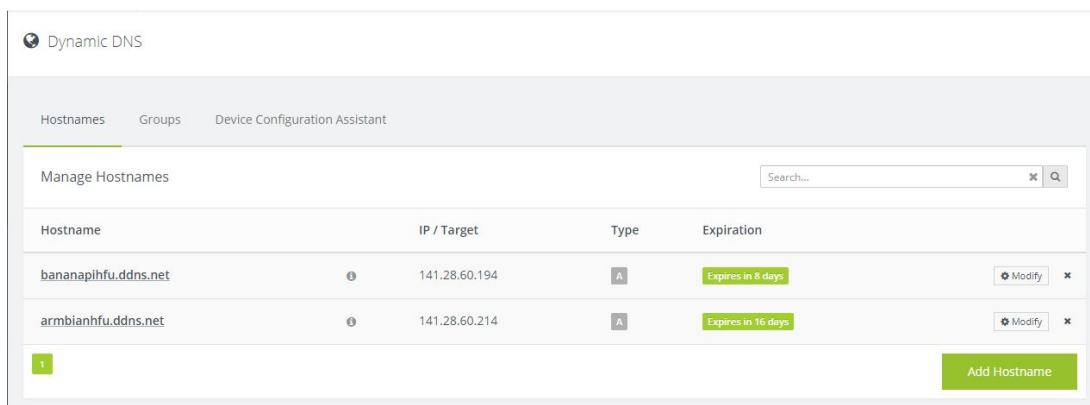 Dynamic DNS
Hostnames Groups Device Configuration Assistant
Manage Hostnames Search...
Hostname IP / Target Type Expiration
bananapihfu.ddns.net 141.28.60.194 A Expires in 8 days Modify
armbianhfu.ddns.net 141.28.60.214 A Expires in 16 days Modify
1 Add Hostname